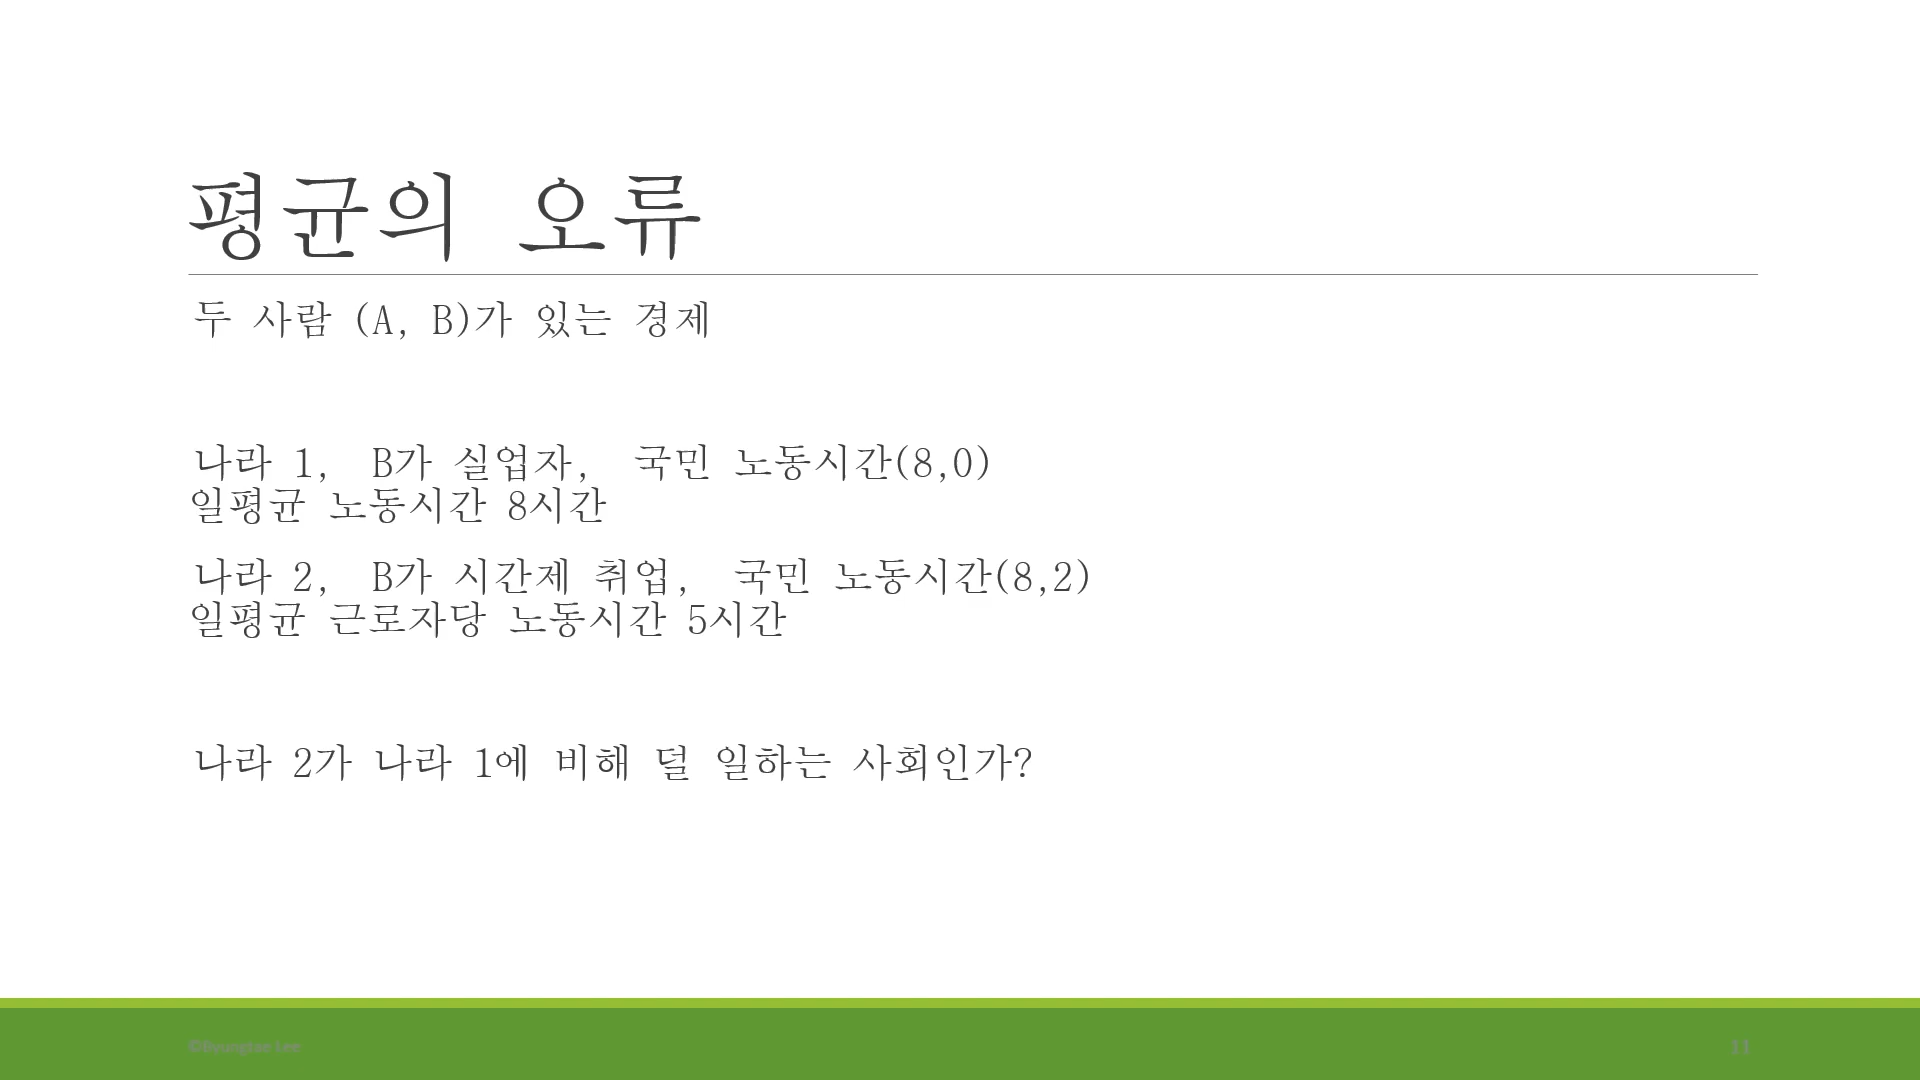 평균의 오류
두 사람 (A, B)가 있는 경제
나라 1, B가 실업자, 국민 노동시간(8,0)
일평균 노동시간 8시간
나라 2, B가 시간제 취업, 국민 노동시간(8,2)
일평균 근로자당 노동시간 5시간
나라 2가 나라 1에 비해 덜 일하는 사회인가?
©Byungtae Lee
11